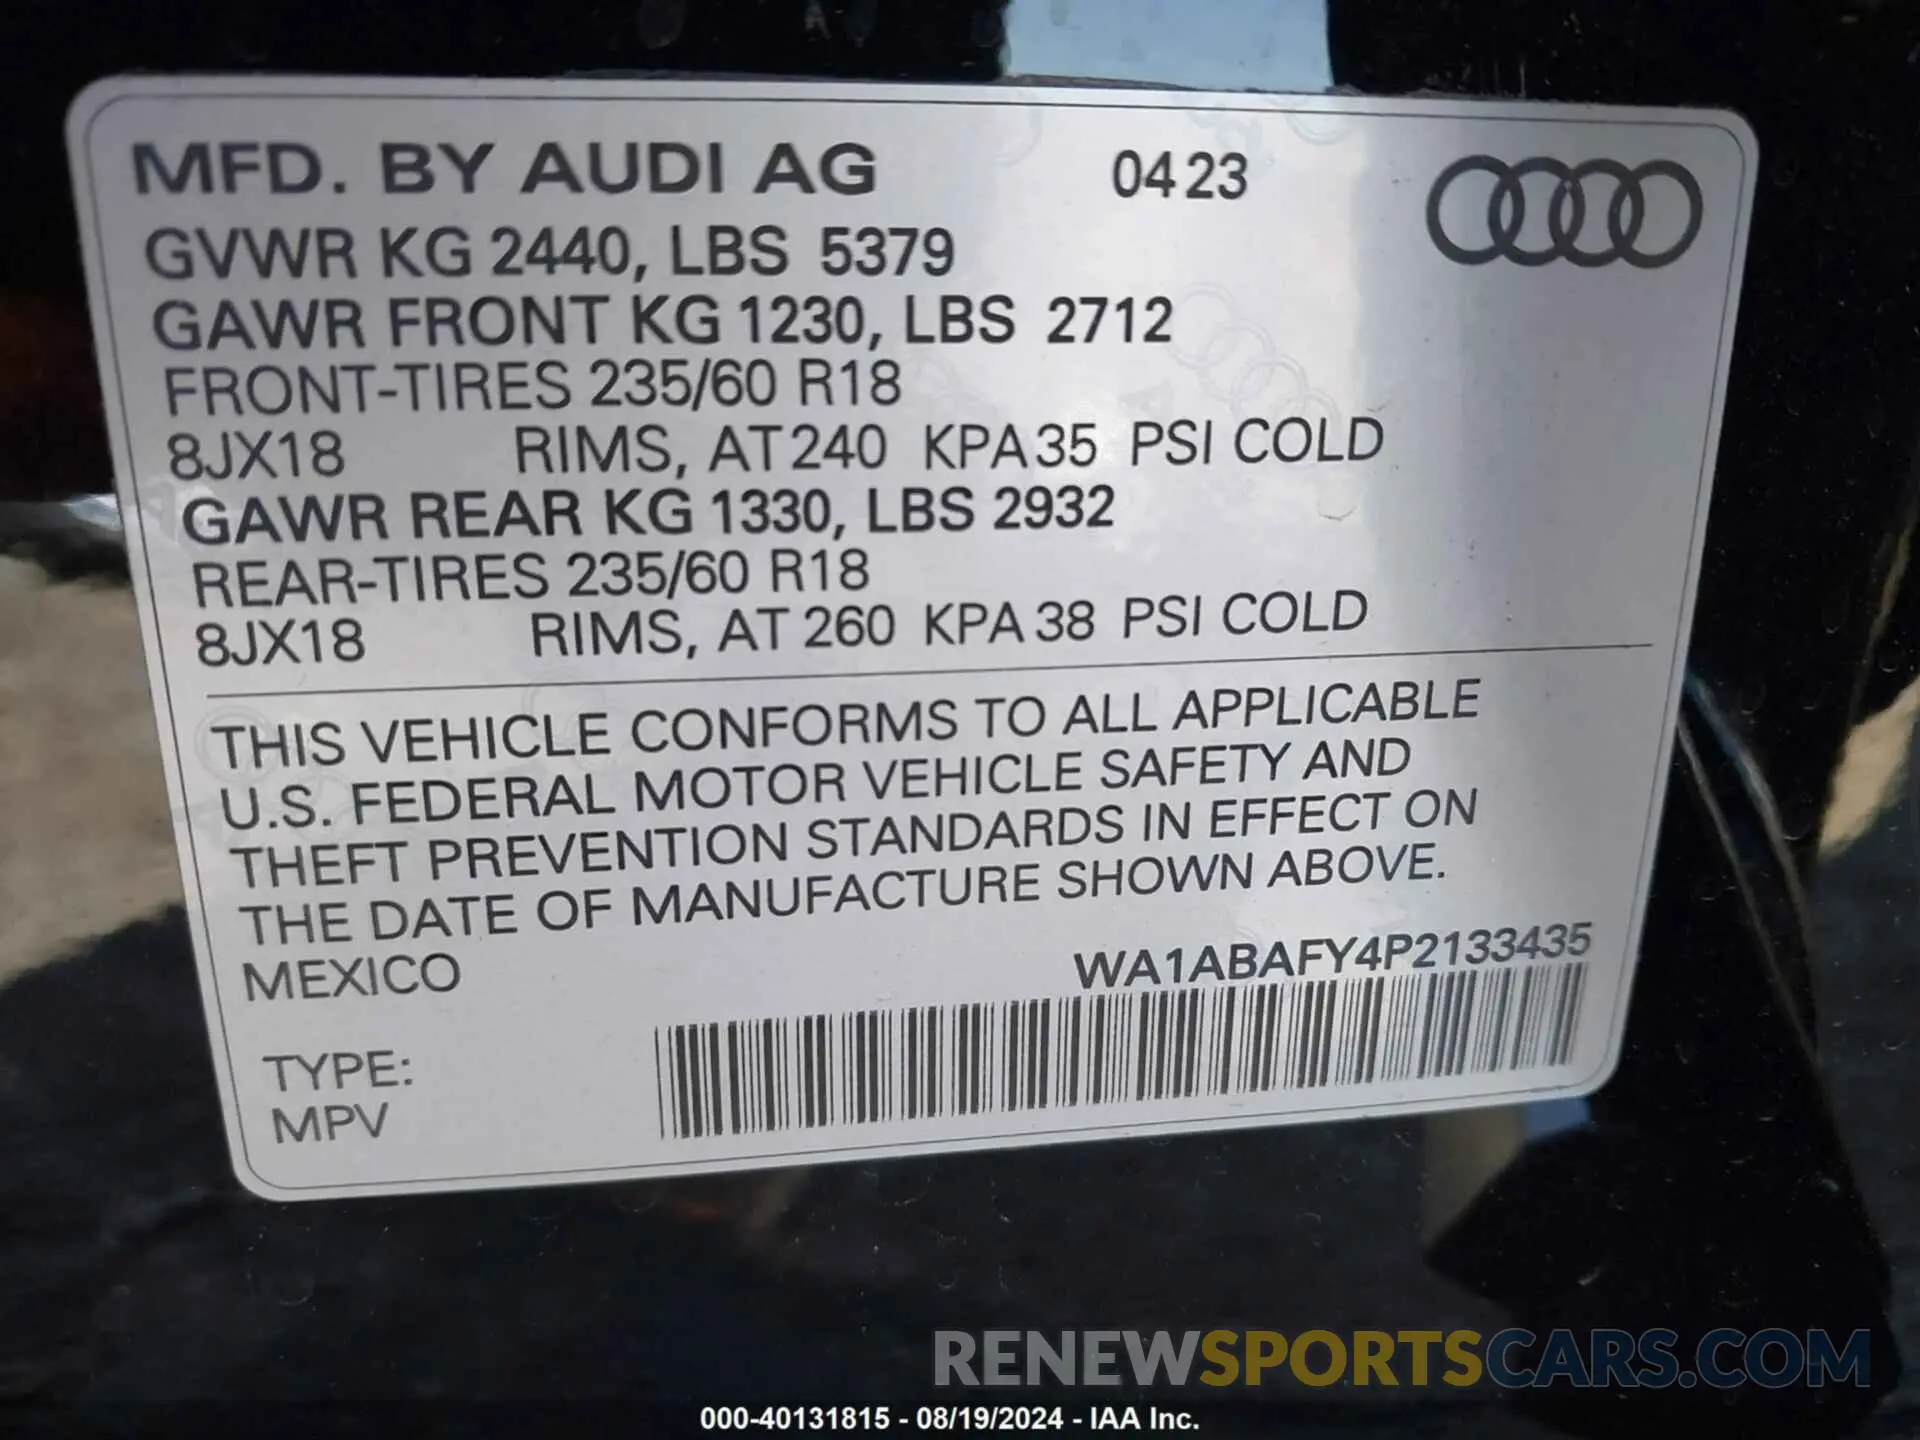 MFD. BY AUDI AG 0423
GVWR KG 2440, LBS 5379
GAWR FRONT KG 1230, LBS 2712
FRONT-TIRES 235/60 R18
8JX18 RIMS, AT 240 KPA 35 PSI COLD
GAWR REAR KG 1330, LBS 2932
REAR-TIRES 235/60 R18
8JX18 RIMS, AT 260 KPA 38 PSI COLD
THIS VEHICLE CONFORMS TO ALL APPLICABLE
U.S. FEDERAL MOTOR VEHICLE SAFETY AND
THEFT PREVENTION STANDARDS IN EFFECT ON
THE DATE OF MANUFACTURE SHOWN ABOVE.
MEXICO
WA1ABAFY4P2133435
TYPE:
MPV
RENEWSPORTSCARS.COM
000-40131815 - 08/19/2024 - IAA Inc.